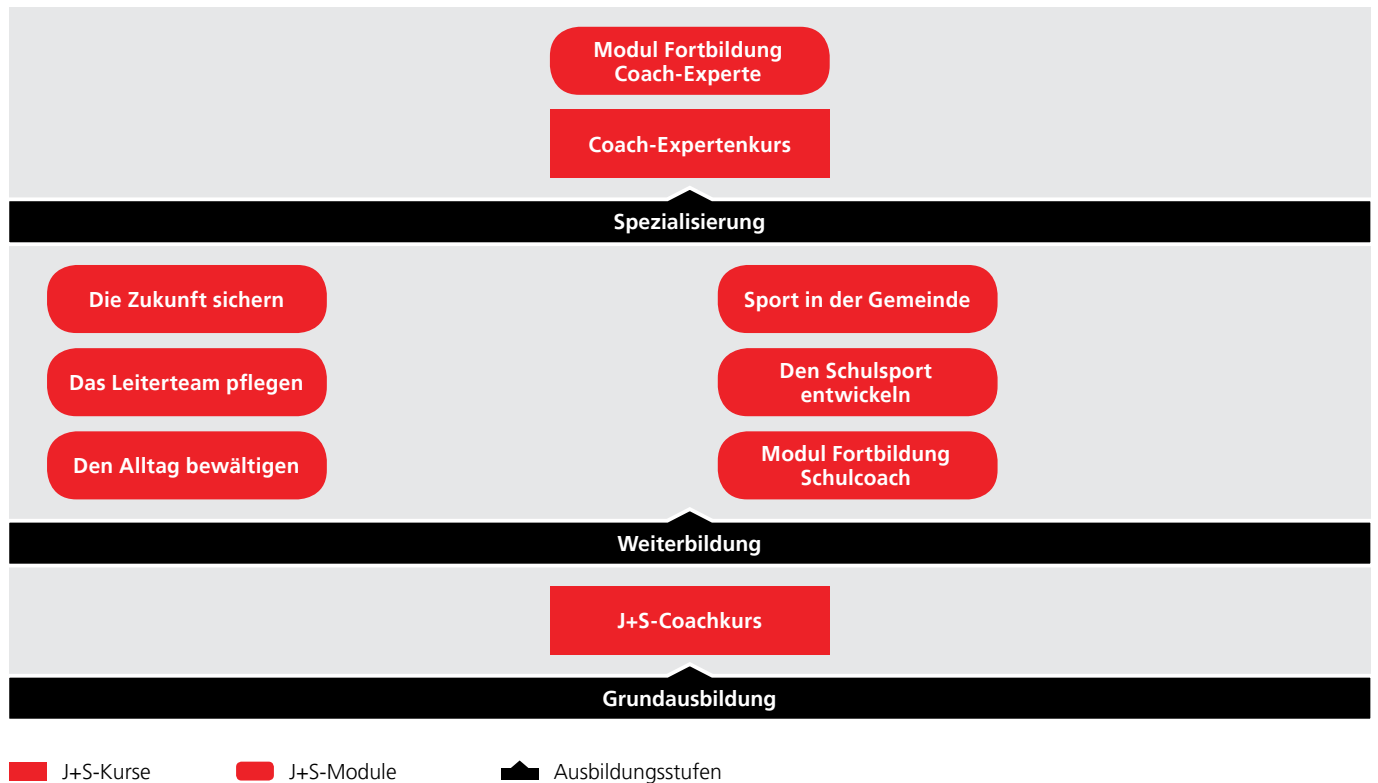 Modul Fortbildung
Coach-Experte
Coach-Expertenkurs
Spezialisierung
Die Zukunft sichern
Sport in der Gemeinde
Das Leiterteam pflegen
Den Schulsport
entwickeln
Den Alltag bewältigen
Modul Fortbildung
Schulcoach
Weiterbildung
J+S-Coachkurs
Grundausbildung
J+S-Kurse
J+S-Module
Ausbildungsstufen